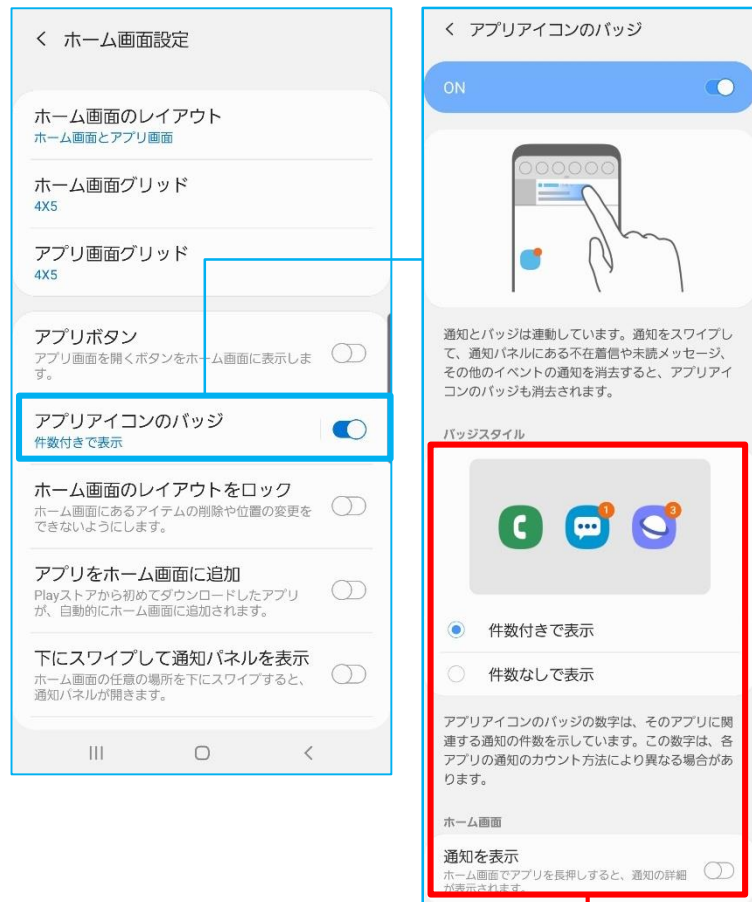 ホーム画面設定
ホーム画面のレイアウト
ホーム画面とアプリ画面
ホーム画面グリッド
4X5
アプリ画面グリッド
4X5
アプリボタン
アプリ画面を開くボタンをホーム画面に表示しま
す。
アプリアイコンのバッジ
件数付きで表示
ホーム画面のレイアウトをロック
ホーム画面にあるアイテムの削除や位置の変更を
できないようにします。
アプリをホーム画面に追加
Playストアから初めてダウンロードしたアプリ
が、自動的にホーム画面に追加されます。
下にスワイプして通知パネルを表示
ホーム画面の任意の場所を下にスワイプすると、
通知パネルが開きます。
アプリアイコンのバッジ
ON
通知とバッジは連動しています。通知をスワイプし
て、通知パネルにある不在着信や未読メッセージ、
その他のイベントの通知を消去すると、アプリアイ
コンのバッジも消去されます。
バッジスタイル
1
3
件数付きで表示
件数なしで表示
アプリアイコンのバッジの数字は、そのアプリに関
連する通知の件数を示しています。この数字は、各
アプリの通知のカウント方法により異なる場合があ
ります。
ホーム画面
通知を表示
ホーム画面でアプリを長押しすると、通知の詳細
が表示されます。